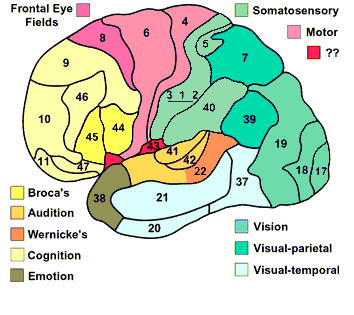 Frontal Eye
Fields
Somatosensory
Motor
??
8
6
4
5
7
9
46
3 1 2
40
10
45
44
39
19
43
41
42
11
47
22
37
18
17
38
21
20
Broca's
Audition
Wernicke's
Cognition
Emotion
Vision
Visual-parietal
Visual-temporal